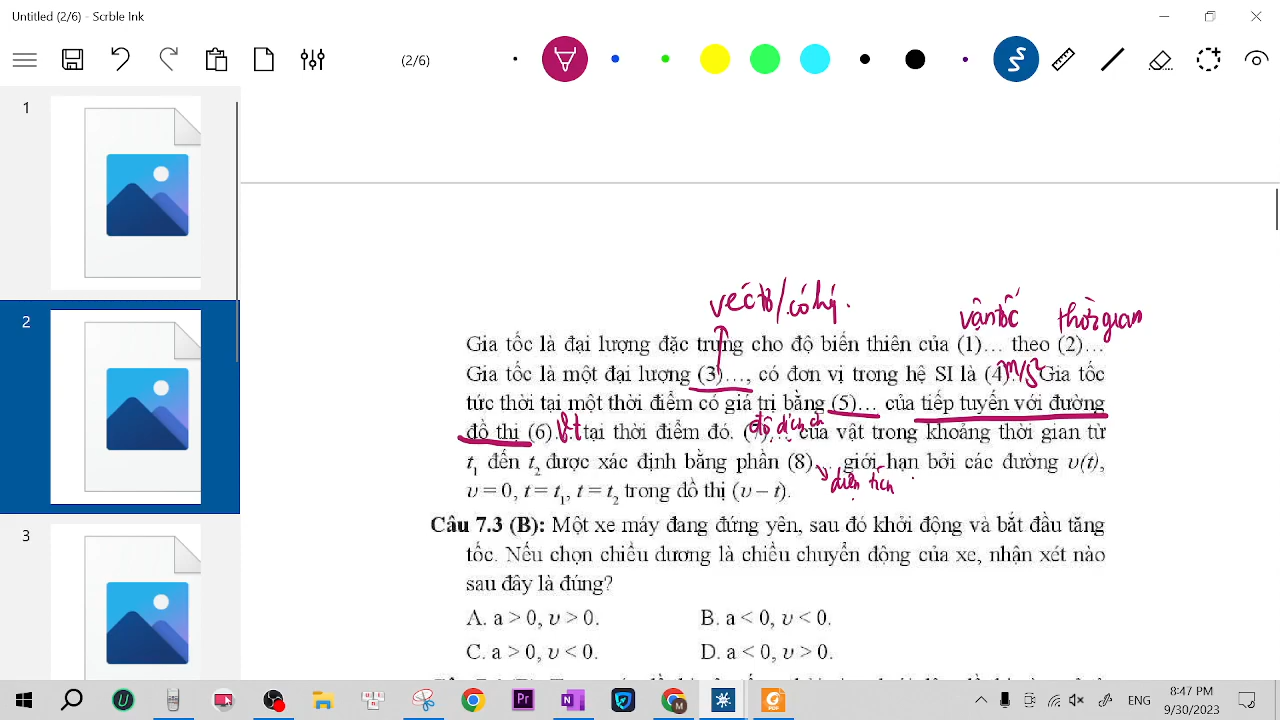 Untitled (2/6) - Scrble Ink
(2/6)
1
2
3
véctơ/có hướng.
vận tốc
thời gian
Gia tốc là đại lượng đặc trưng cho độ biến thiên của (1)… theo (2)…
m/s²
Gia tốc là một đại lượng (3)…, có đơn vị trong hệ SI là (4)… Gia tốc
tức thời tại một thời điểm có giá trị bằng (5)… của tiếp tuyến với đường
vt
độ dịch ch
đồ thị (6)… tại thời điểm đó. (7)… của vật trong khoảng thời gian từ
t₁ đến t₂ được xác định bằng phần (8)… giới hạn bởi các đường υ(t),
diện tích
υ = 0, t = t₁, t = t₂ trong đồ thị (υ – t).
Câu 7.3 (B): Một xe máy đang đứng yên, sau đó khởi động và bắt đầu tăng
tốc. Nếu chọn chiều dương là chiều chuyển động của xe, nhận xét nào
sau đây là đúng?
A. a > 0, υ > 0. B. a < 0, υ < 0.
C. a > 0, υ < 0. D. a < 0, υ > 0.
ENG
8:47 PM
9/30/2023